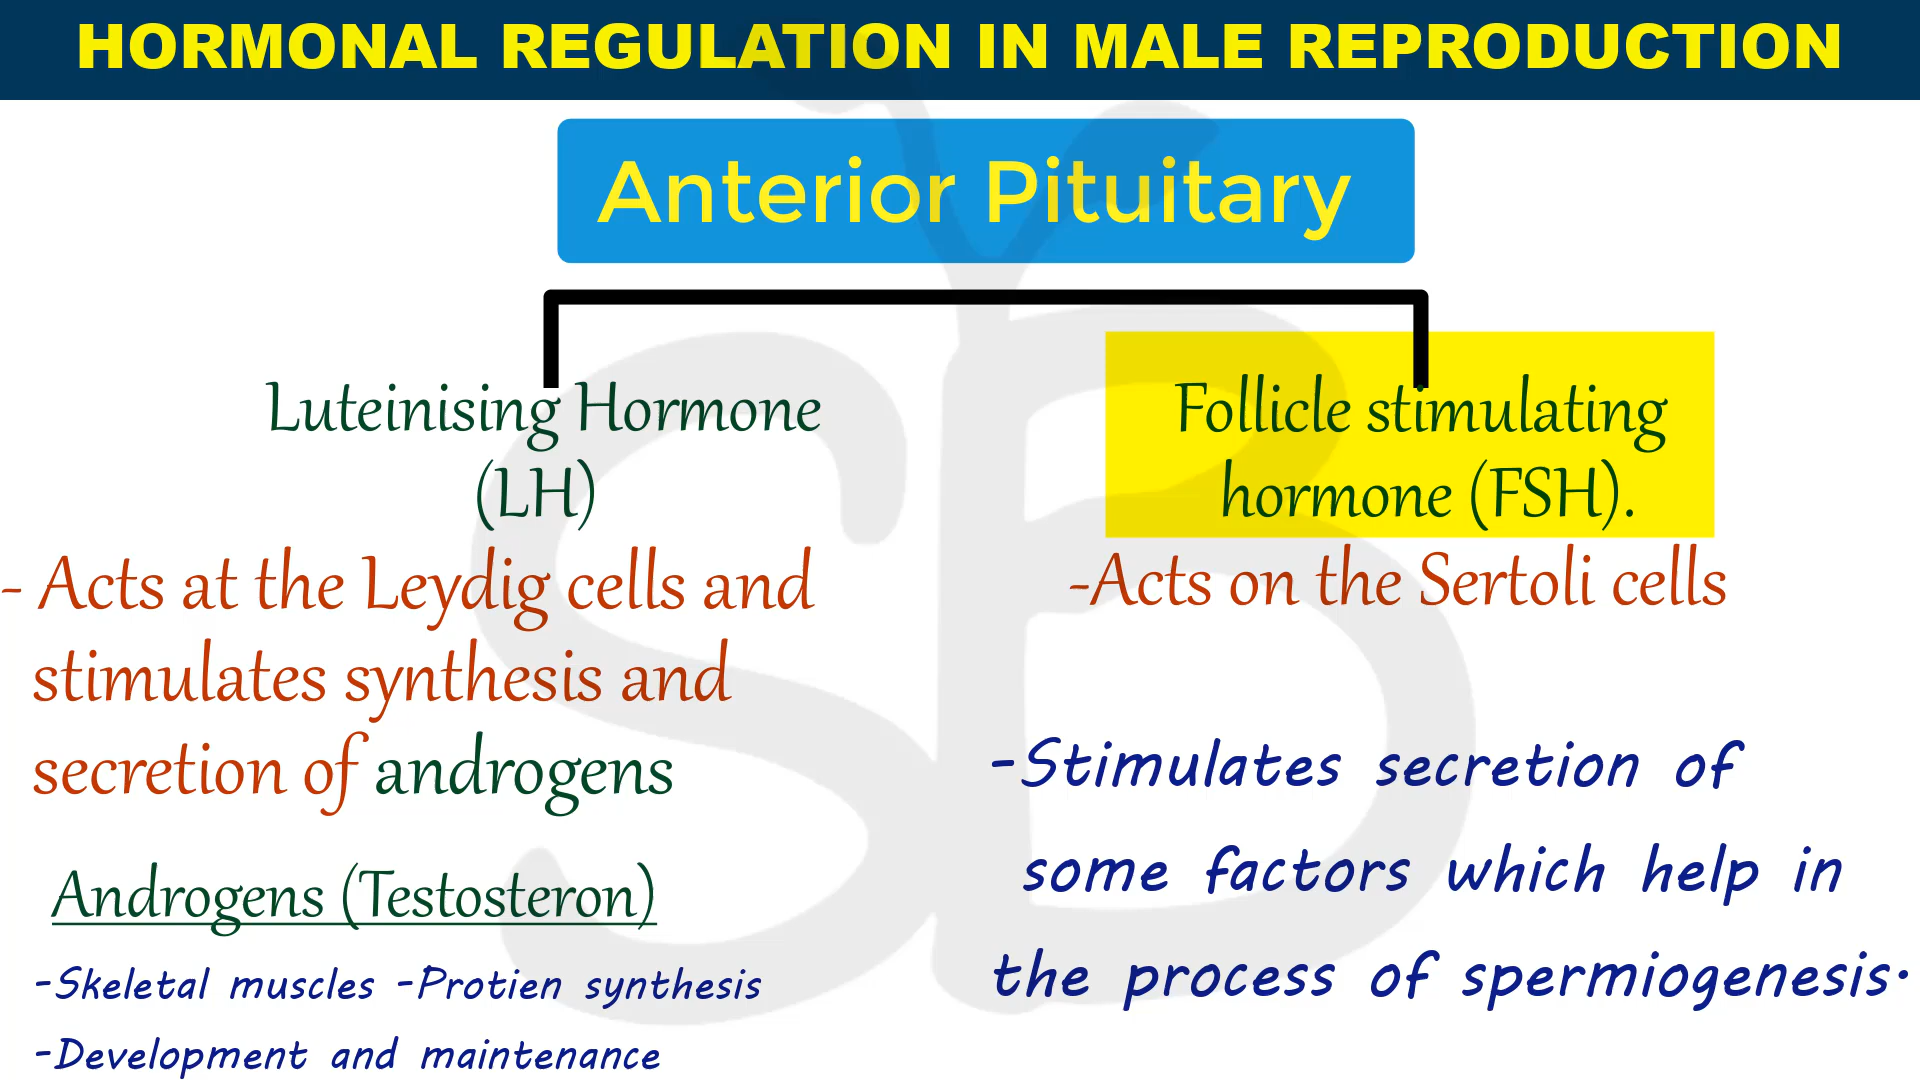 HORMONAL REGULATION IN MALE REPRODUCTION
Anterior Pituitary
Luteinising Hormone
(LH)
- Acts at the Leydig cells and
stimulates synthesis and
secretion of androgens
Androgens (Testosteron)
-Skeletal muscles -Protien synthesis
-Development and maintenance
Follicle stimulating
hormone (FSH).
-Acts on the Sertoli cells
-Stimulates secretion of
some factors which help in
the process of spermiogenesis.
SB